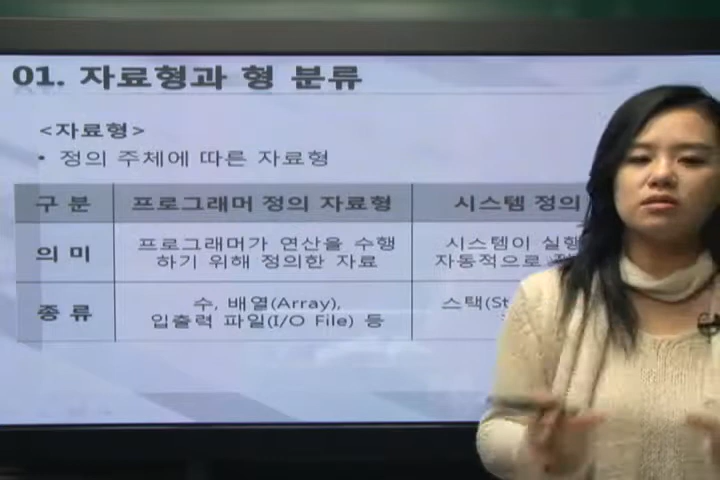 01. 자료형과 형 분류
<자료형>
• 정의 주체에 따른 자료형
구 분 프로그래머 정의 자료형 시스템 정의
의 미 프로그래머가 연산을 수행 시스템이 실행
하기 위해 정의한 자료 자동적으로
종 류 수, 배열(Array), 스택(St
입출력 파일(I/O File) 등